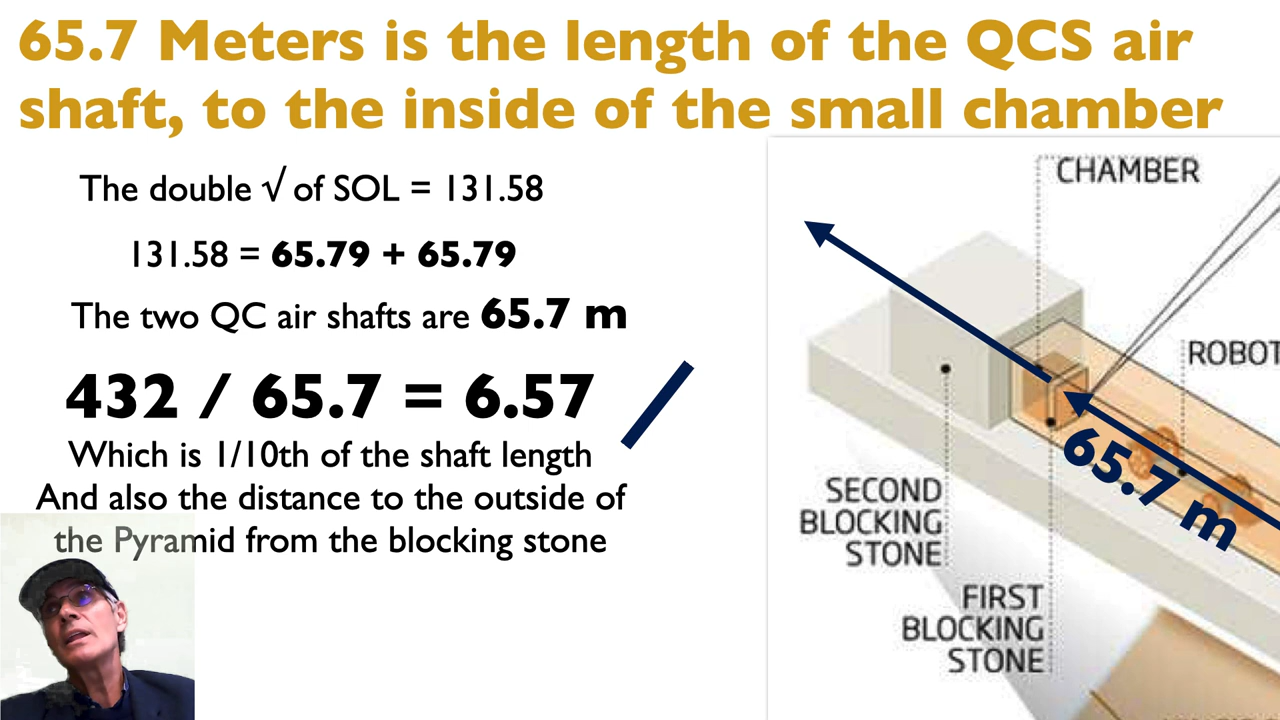 65.7 Meters is the length of the QCS air
shaft, to the inside of the small chamber
The double √ of SOL = 131.58
131.58 = 65.79 + 65.79
The two QC air shafts are 65.7 m
432 / 65.7 = 6.57
Which is 1/10th of the shaft length
And also the distance to the outside of
the Pyramid from the blocking stone
CHAMBER
ROBOT
65.7 m
SECOND
BLOCKING
STONE
FIRST
BLOCKING
STONE